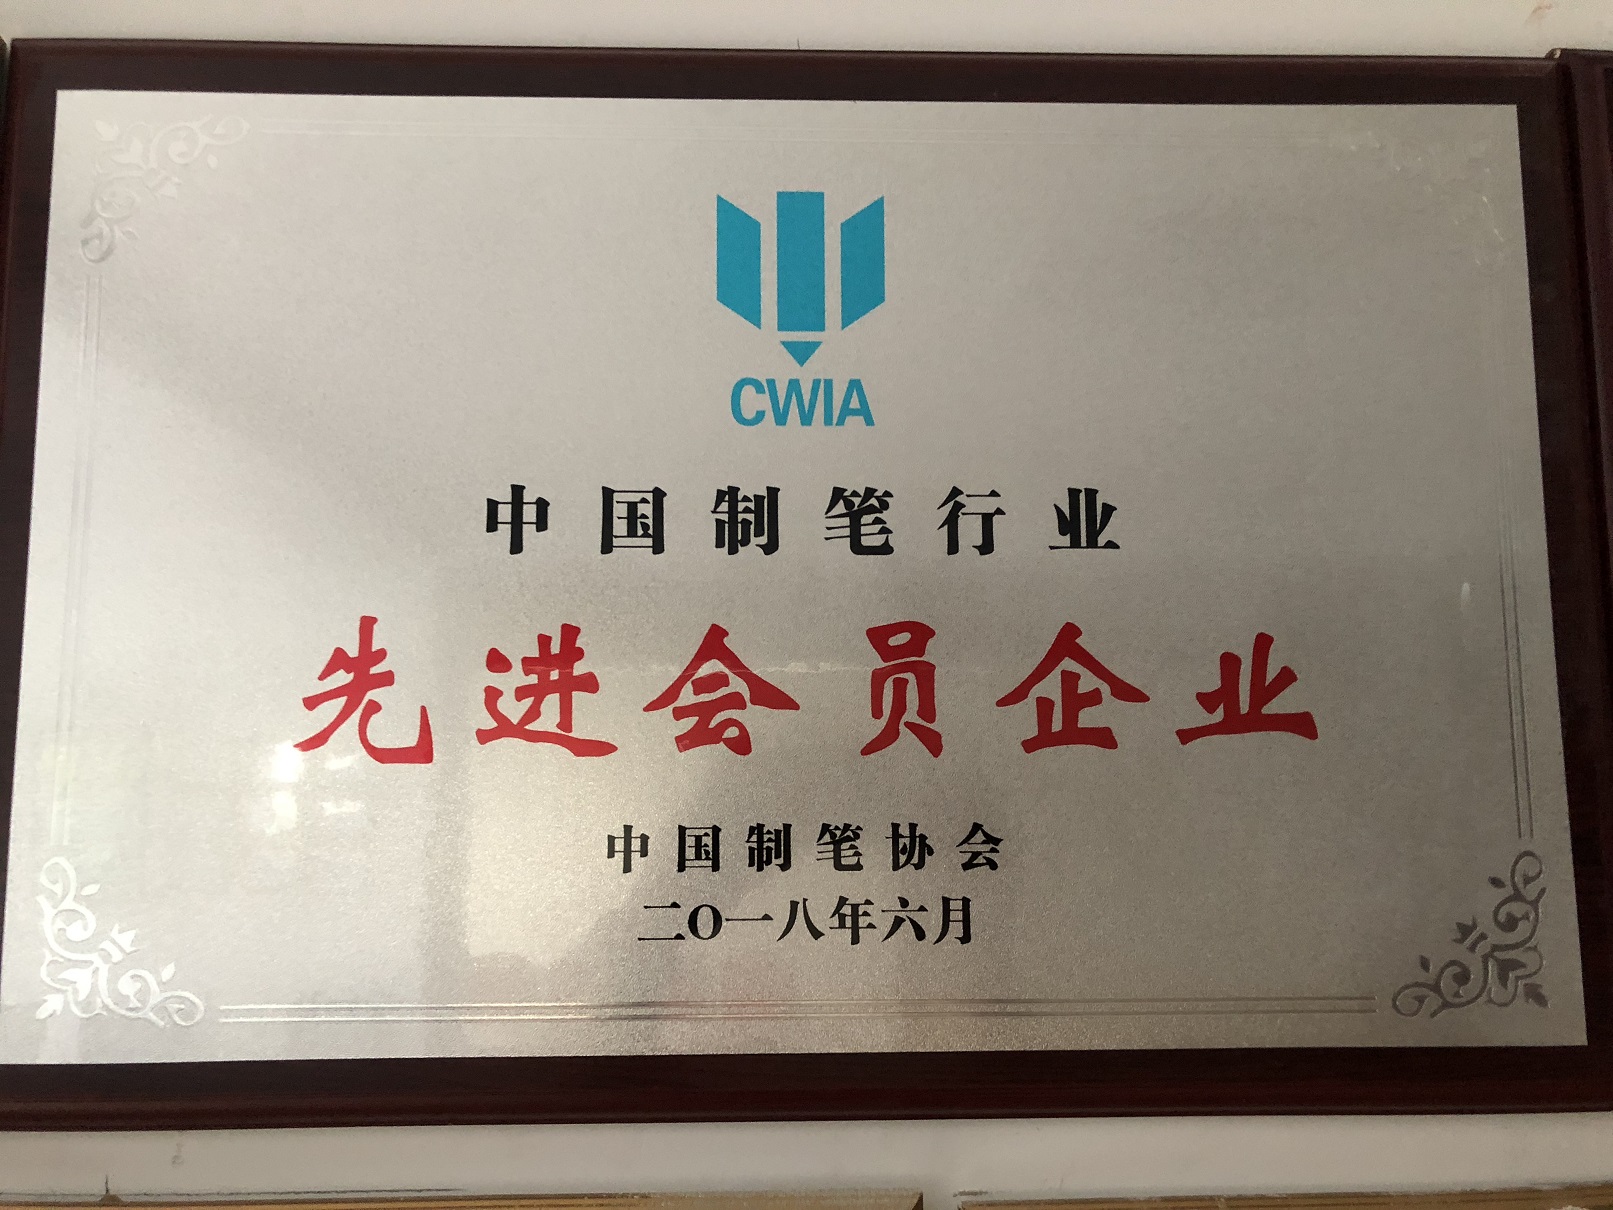 CWIA
中国制笔行业
先进会员企业
中国制笔协会
二O一八年六月